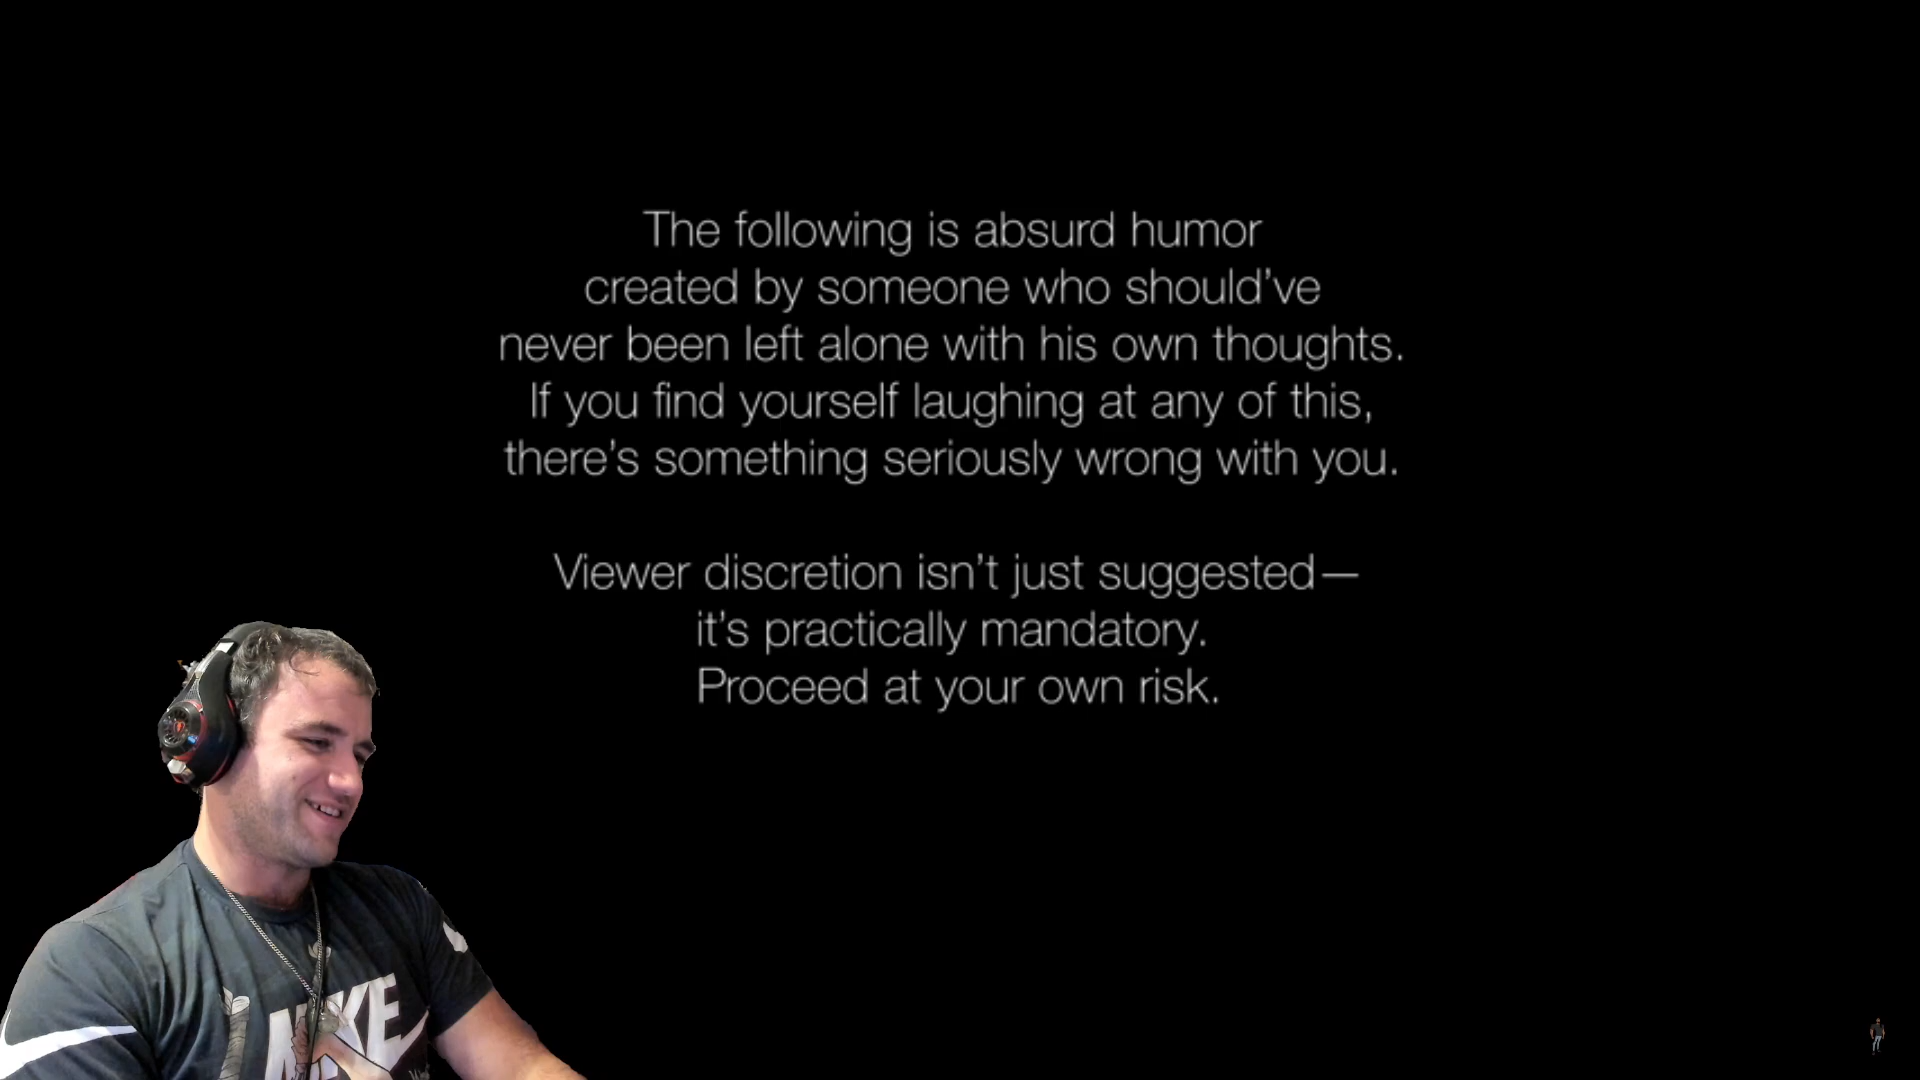 The following is absurd humor
created by someone who should've
never been left alone with his own thoughts.
If you find yourself laughing at any of this,
there's something seriously wrong with you.
Viewer discretion isn't just suggested—
it's practically mandatory.
Proceed at your own risk.
NIKE